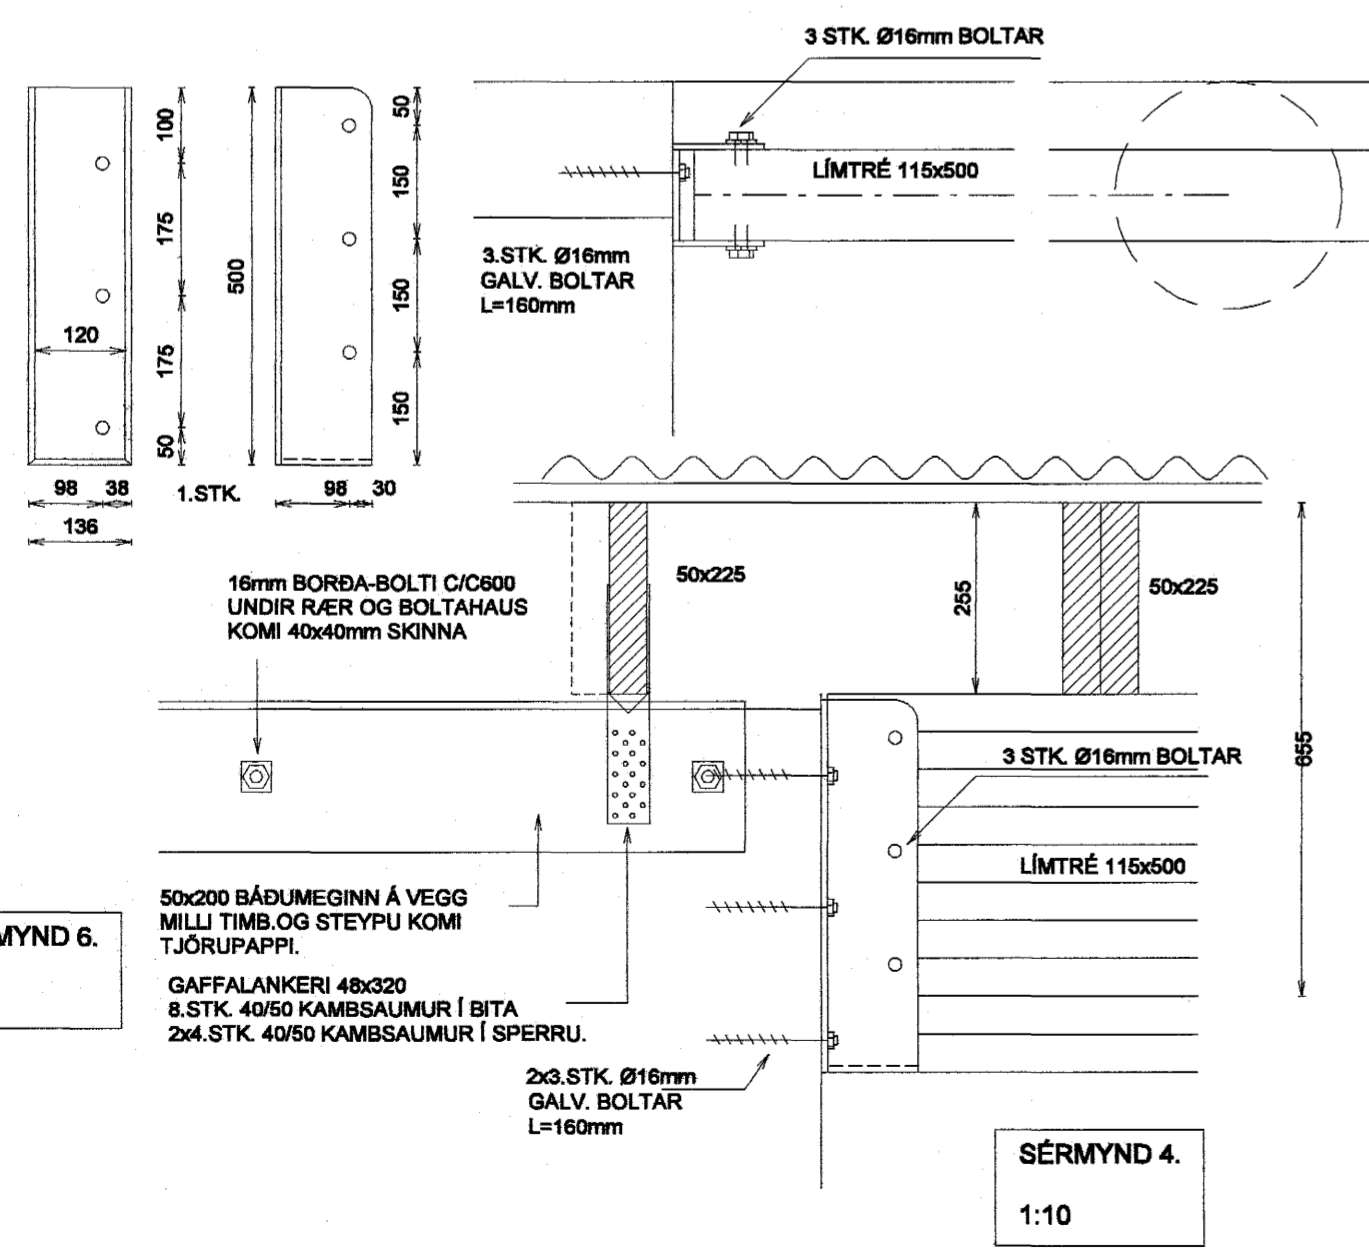 3 STK. Ø16mm BOLTAR
100
175
175
50
120
98 38
136
1.STK.
500
50
150
150
150
98 30
LÍMTRÉ 115x500
3.STK. Ø16mm
GALV. BOLTAR
L=160mm
16mm BORÐA-BOLTI C/C600
UNDIR RÆR OG BOLTAHAUS
KOMI 40x40mm SKINNA
50x225
255
50x225
655
3 STK. Ø16mm BOLTAR
LÍMTRÉ 115x500
50x200 BÁÐUMEGINN Á VEGG
MILLI TIMB.OG STEYPU KOMI
TJÖRUPAPPI.
MYND 6.
GAFFALANKERI 48x320
8.STK. 40/50 KAMBSAUMUR Í BITA
2x4.STK. 40/50 KAMBSAUMUR Í SPERRU.
2x3.STK. Ø16mm
GALV. BOLTAR
L=160mm
SÉRMYND 4.
1:10